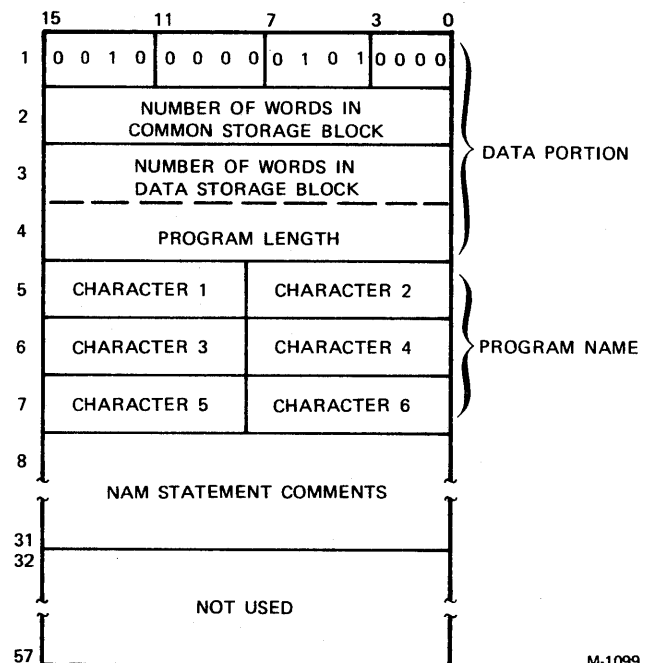 15 11 7 3 0
1 0 0 1 0 0 0 0 0 0 1 0 1 0 0 0 0
2 NUMBER OF WORDS IN
COMMON STORAGE BLOCK
3 NUMBER OF WORDS IN
DATA STORAGE BLOCK
DATA PORTION
4 PROGRAM LENGTH
5 CHARACTER 1 CHARACTER 2
6 CHARACTER 3 CHARACTER 4 PROGRAM NAME
7 CHARACTER 5 CHARACTER 6
8
NAM STATEMENT COMMENTS
31
32
NOT USED
57
M-1099